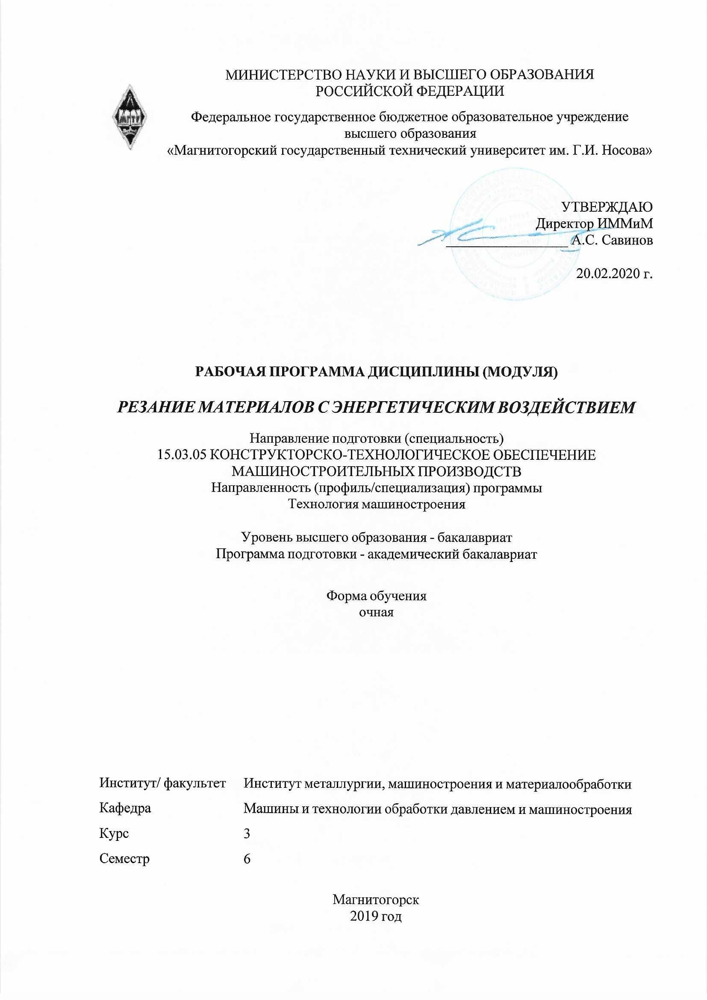 МИНИСТЕРСТВО НАУКИ И ВЫСШЕГО ОБРАЗОВАНИЯ
РОССИЙСКОЙ ФЕДЕРАЦИИ
Федеральное государственное бюджетное образовательное учреждение
высшего образования
«Магнитогорский государственный технический университет им. Г.И. Носова»
МГТУ
УТВЕРЖДАЮ
Директор ИММиМ
А.С. Савинов
20.02.2020 г.
РАБОЧАЯ ПРОГРАММА ДИСЦИПЛИНЫ (МОДУЛЯ)
РЕЗАНИЕ МАТЕРИАЛОВ С ЭНЕРГЕТИЧЕСКИМ ВОЗДЕЙСТВИЕМ
Направление подготовки (специальность)
15.03.05 КОНСТРУКТОРСКО-ТЕХНОЛОГИЧЕСКОЕ ОБЕСПЕЧЕНИЕ
МАШИНОСТРОИТЕЛЬНЫХ ПРОИЗВОДСТВ
Направленность (профиль/специализация) программы
Технология машиностроения
Уровень высшего образования - бакалавриат
Программа подготовки - академический бакалавриат
Форма обучения
очная
Институт/ факультет Институт металлургии, машиностроения и материалообработки
Кафедра Машины и технологии обработки давлением и машиностроения
Курс 3
Семестр 6
Магнитогорск
2019 год